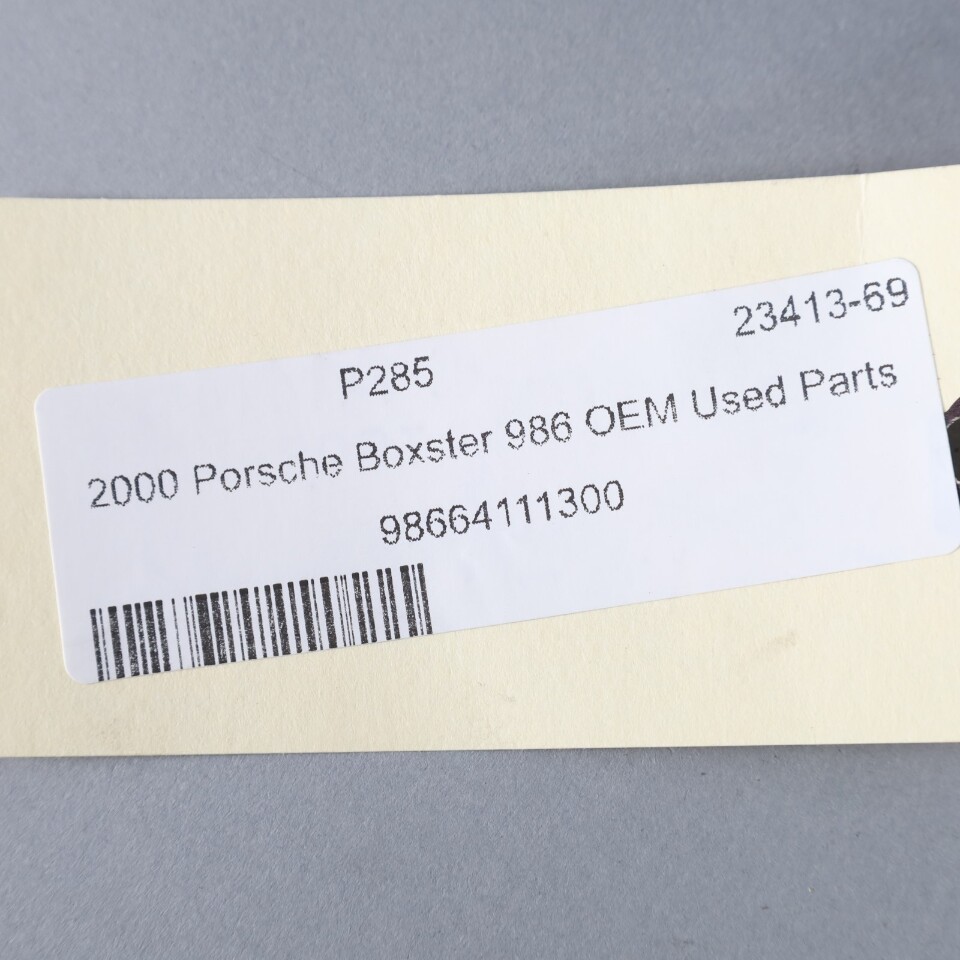 23413-69
P285
2000 Porsche Boxster 986 OEM Used Parts
98664111300